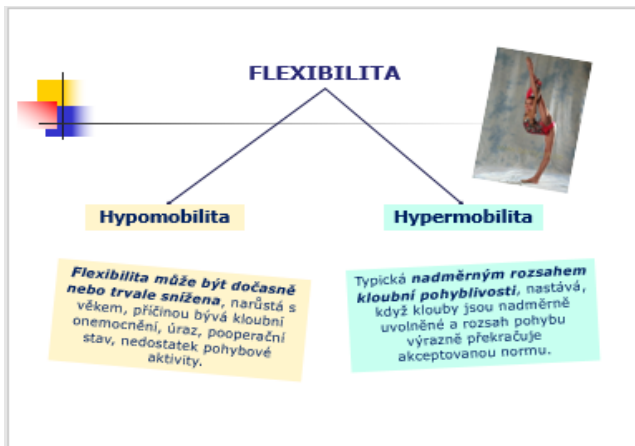 FLEXIBILITA
Hypomobilita
Hypermobilita
Flexibilita může být dočasně
nebo trvale snížena, narůstá s
věkem, příčinou bývá kloubní
onemocnění, úraz, pooperační
stav, nedostatek pohybové
aktivity.
Typická nadměrným rozsahem
kloubní pohyblivosti, nastává,
když klouby jsou nadměrně
uvolněné a rozsah pohybu
výrazně překračuje
akceptovanou normu.